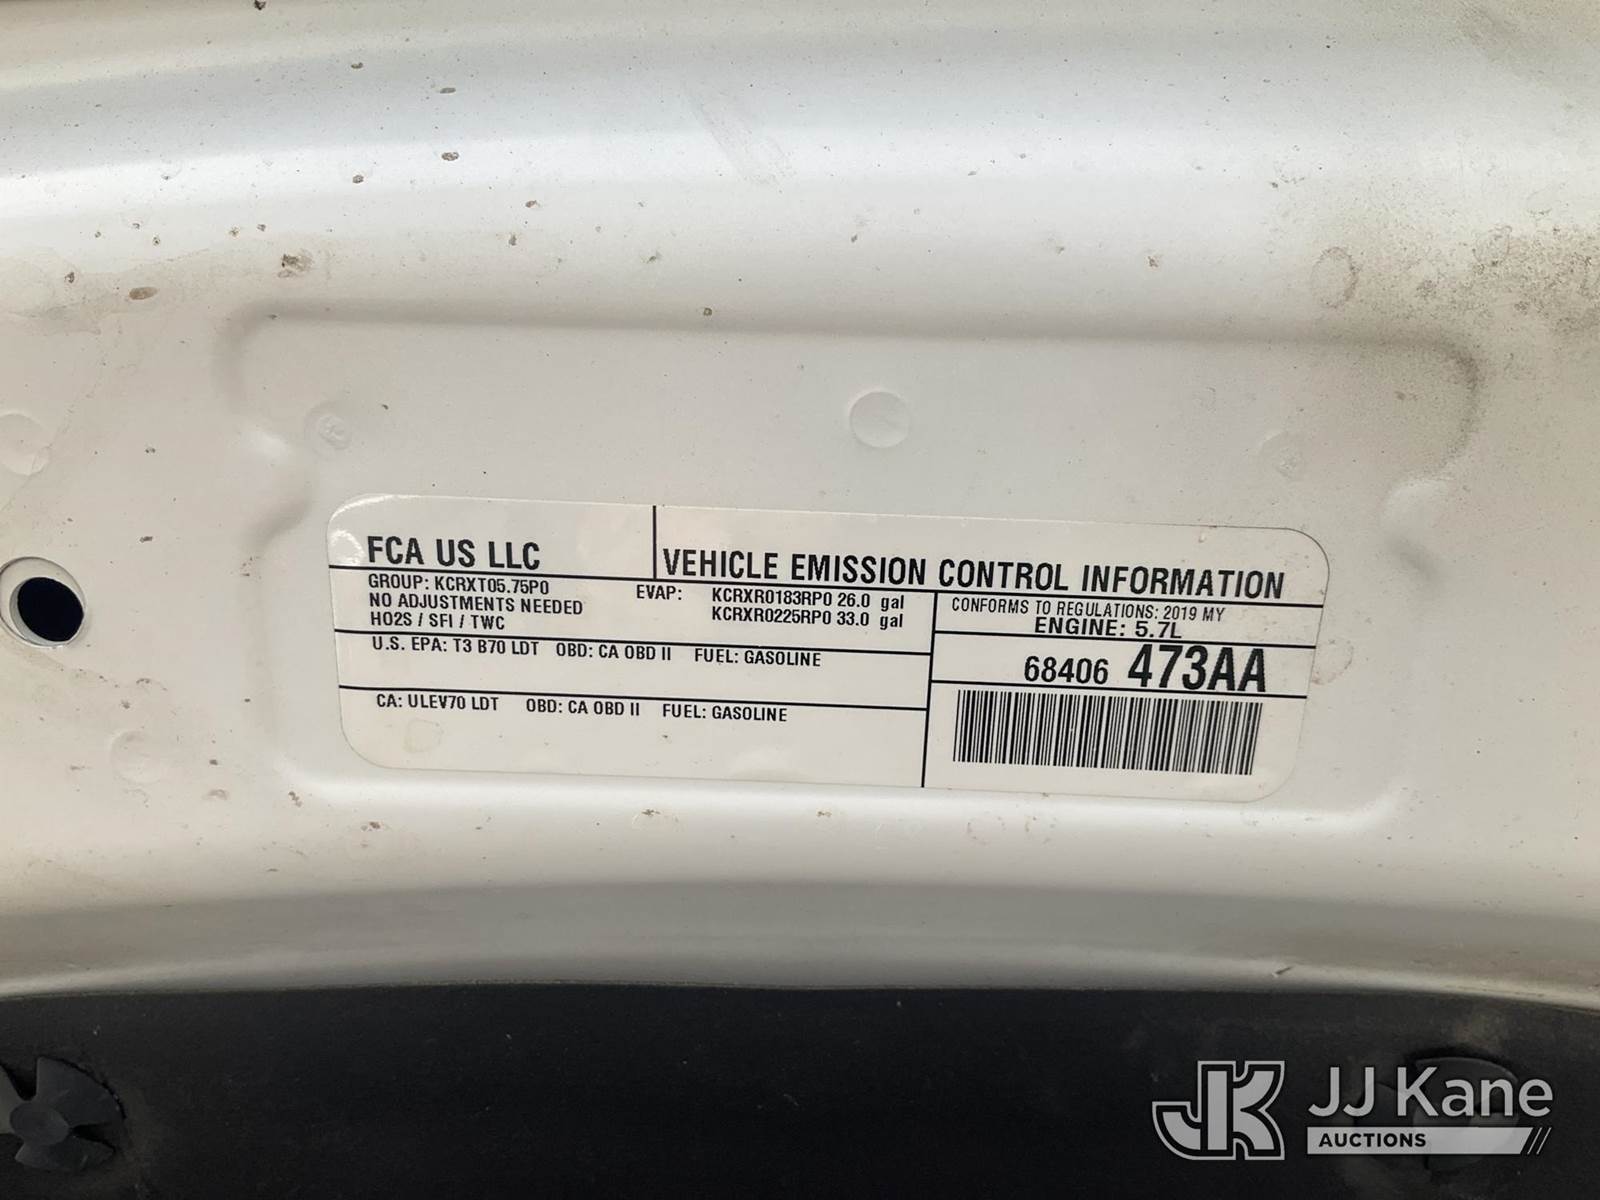 FCA US LLC
VEHICLE EMISSION CONTROL INFORMATION
GROUP: KCRXT05.75P0
NO ADJUSTMENTS NEEDED
HO2S / SFI / TWC
EVAP: KCRXR0183RP0 26.0 gal
KCRXR0225RP0 33.0 gal
CONFORMS TO REGULATIONS: 2019 MY
ENGINE: 5.7L
U.S. EPA: T3 B70 LDT OBD: CA OBD II FUEL: GASOLINE
68406 473AA
CA: ULEV70 LDT OBD: CA OBD II FUEL: GASOLINE
JK JJ Kane
AUCTIONS